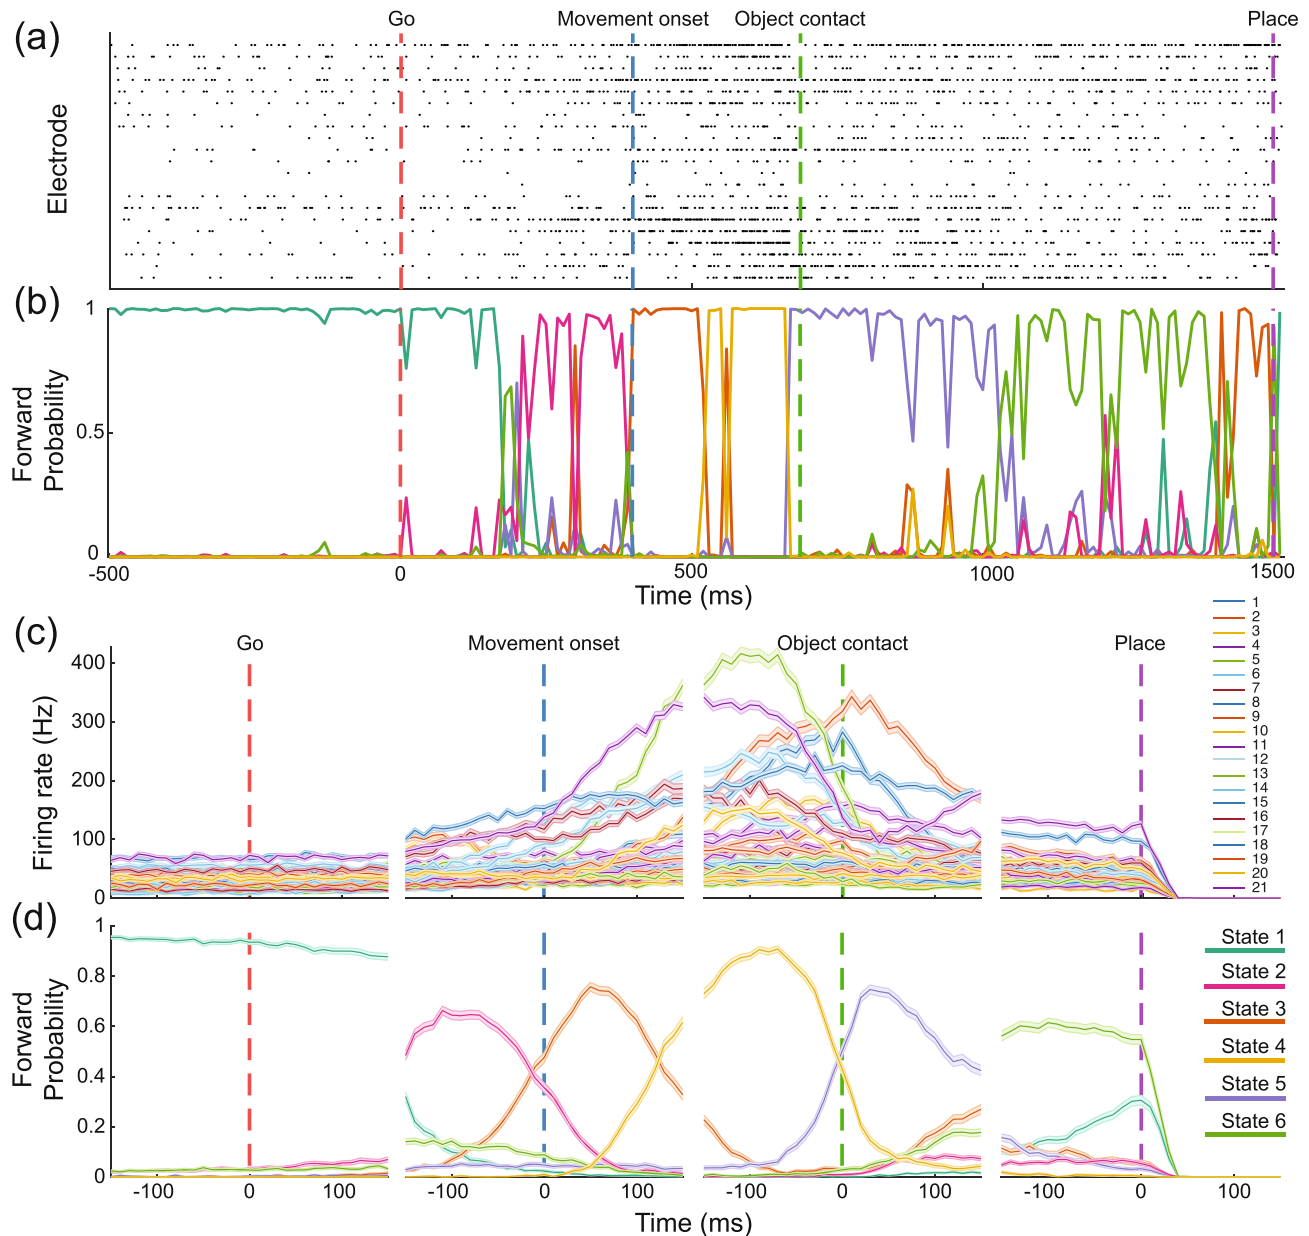 (a)
Go Movement onset Object contact Place
Electrode
(b)
1
0.5
0
Forward
Probability
-500 0 500 1000 1500
Time (ms)
(c)
Go Movement onset Object contact Place
400
300
200
100
0
Firing rate (Hz)
1
2
3
4
5
6
7
8
9
10
11
12
13
14
15
16
17
18
19
20
21
(d)
1
0.8
0.6
0.4
0.2
0
Forward
Probability
State 1
State 2
State 3
State 4
State 5
State 6
-100 0 100 -100 0 100 -100 0 100 -100 0 100
Time (ms)